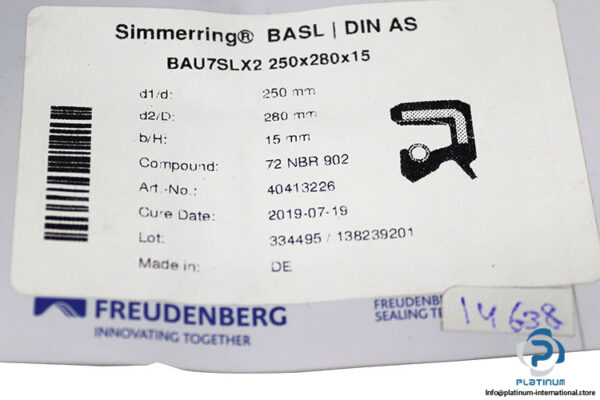 Simmerring® BASL | DIN AS
BAU7SLX2 250x280x15
d1/d: 250 mm
d2/D: 280 mm
b/H: 15 mm
Compound: 72 NBR 902
Art.-No.: 40413226
Cure Date: 2019-07-19
Lot: 334495 / 138239201
Made in: DE
FREUDENBERG
INNOVATING TOGETHER
FREUDENB
SEALING TE
14638
PLATINUM
Info@platinum-international.store